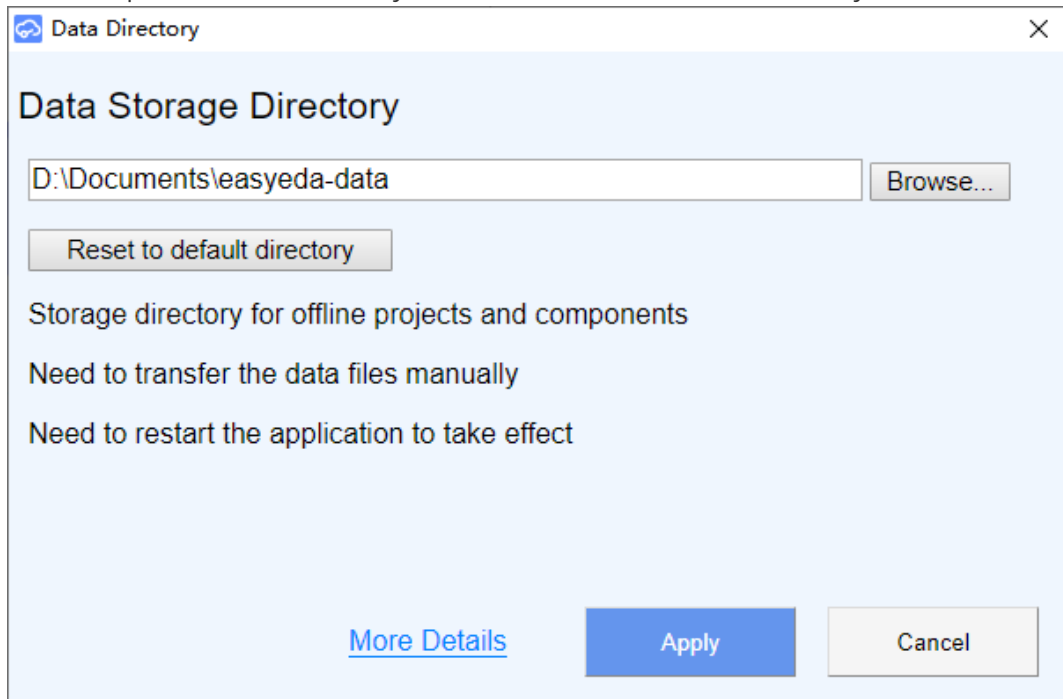 Data Directory
Data Storage Directory
D:\Documents\easyeda-data
Browse...
Reset to default directory
Storage directory for offline projects and components
Need to transfer the data files manually
Need to restart the application to take effect
More Details
Apply
Cancel